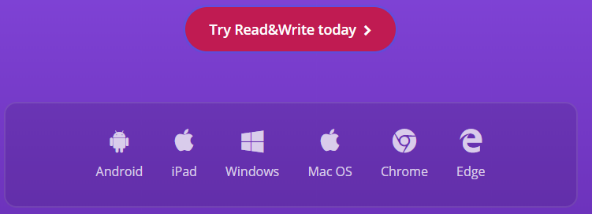 Try Read&Write today
Android iPad Windows Mac OS Chrome Edge